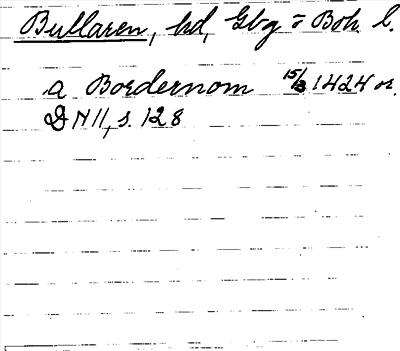 Bullaren, hd, Gbg = Boh. l.
a Bordernom 15/3 1424 or.
DN 11, s. 128